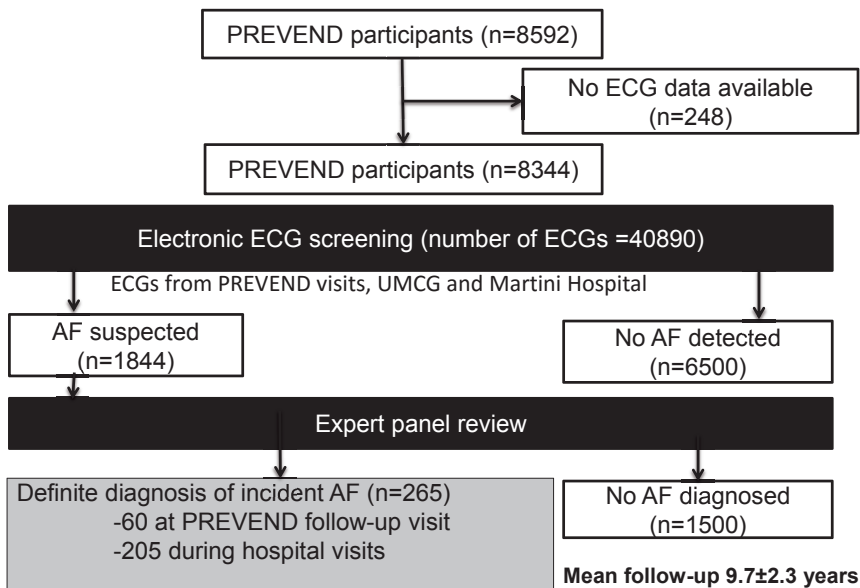 PREVEND participants (n=8592)
No ECG data available
(n=248)
PREVEND participants (n=8344)
Electronic ECG screening (number of ECGs =40890)
ECGs from PREVEND visits, UMCG and Martini Hospital
AF suspected
(n=1844)
No AF detected
(n=6500)
Expert panel review
Definite diagnosis of incident AF (n=265)
-60 at PREVEND follow-up visit
-205 during hospital visits
No AF diagnosed
(n=1500)
Mean follow-up 9.7±2.3 years